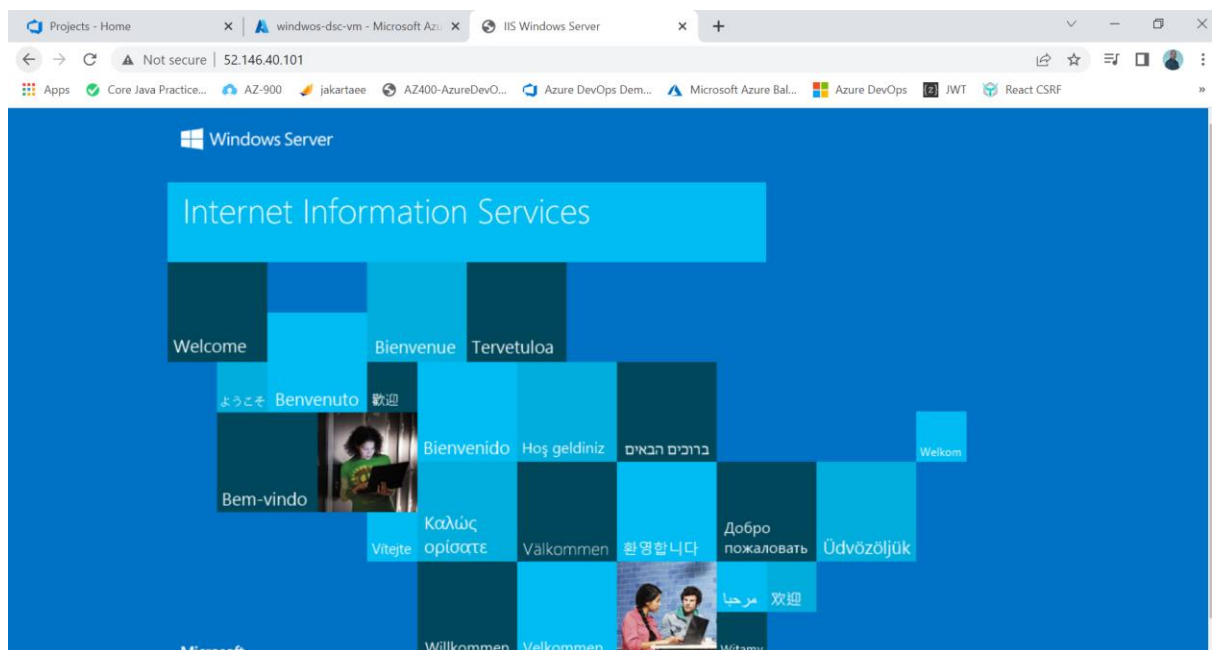 Projects - Home
windwos-dsc-vm - Microsoft Azu
IIS Windows Server
Not secure | 52.146.40.101
Apps
Core Java Practice...
AZ-900
jakartaee
AZ400-AzureDevO...
Azure DevOps Dem...
Microsoft Azure Bal...
Azure DevOps
JWT
React CSRF
»
Windows Server
Internet Information Services
Welcome
Bienvenue
Tervetuloa
ようこそ
Benvenuto
歡迎
Bienvenido
Hoş geldiniz
ברוכים הבאים
Welkom
Bem-vindo
Vítejte
Καλώς
ορίσατε
Välkommen
환영합니다
Добро
пожаловать
Üdvözöljük
مرحبا
欢迎
Microsoft
Willkommen
Velkommen
Witamy